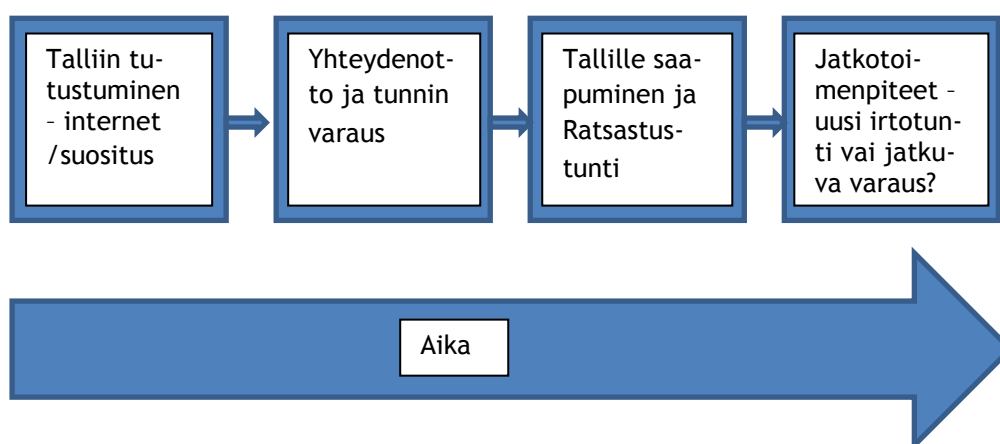 Talliin tu-
tustuminen
– internet
/suositus
Yhteydenot-
to ja tunnin
varaus
Tallille saa-
puminen ja
Ratsastus-
tunti
Jatkotoi-
menpiteet –
uusi irtotun-
ti vai jatku-
va varaus?
Aika